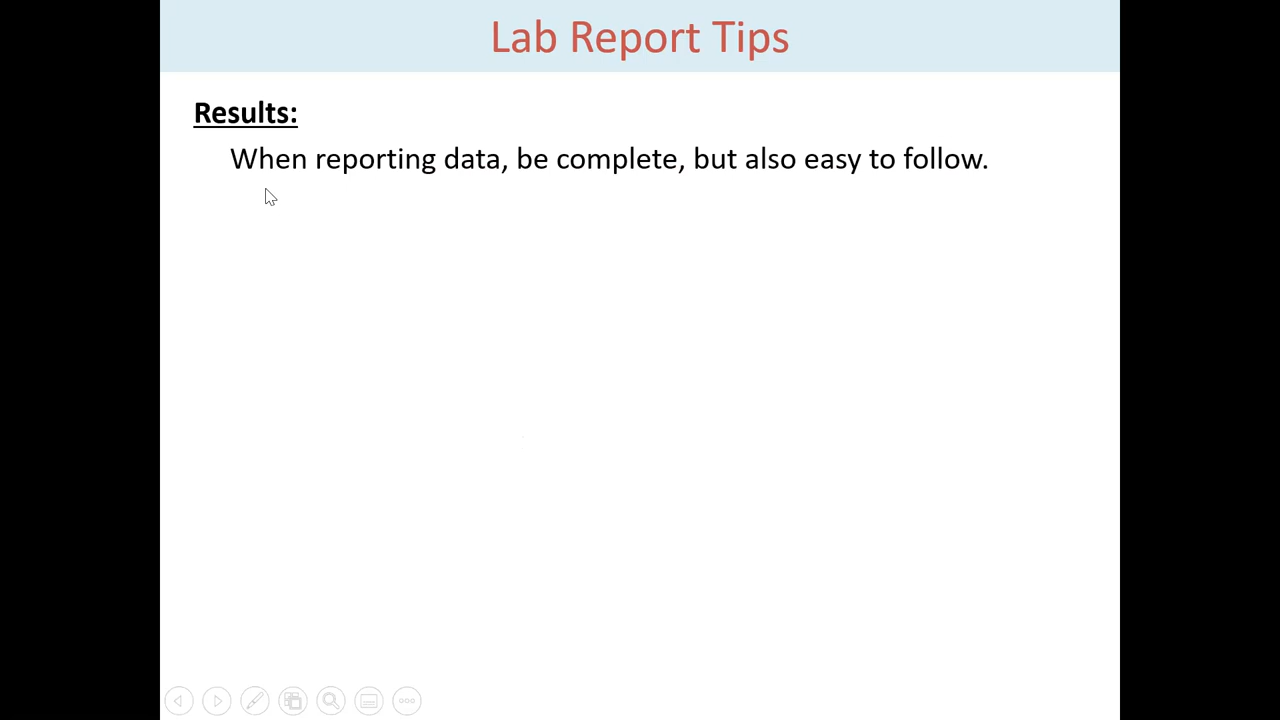 Lab Report Tips
Results:
When reporting data, be complete, but also easy to follow.